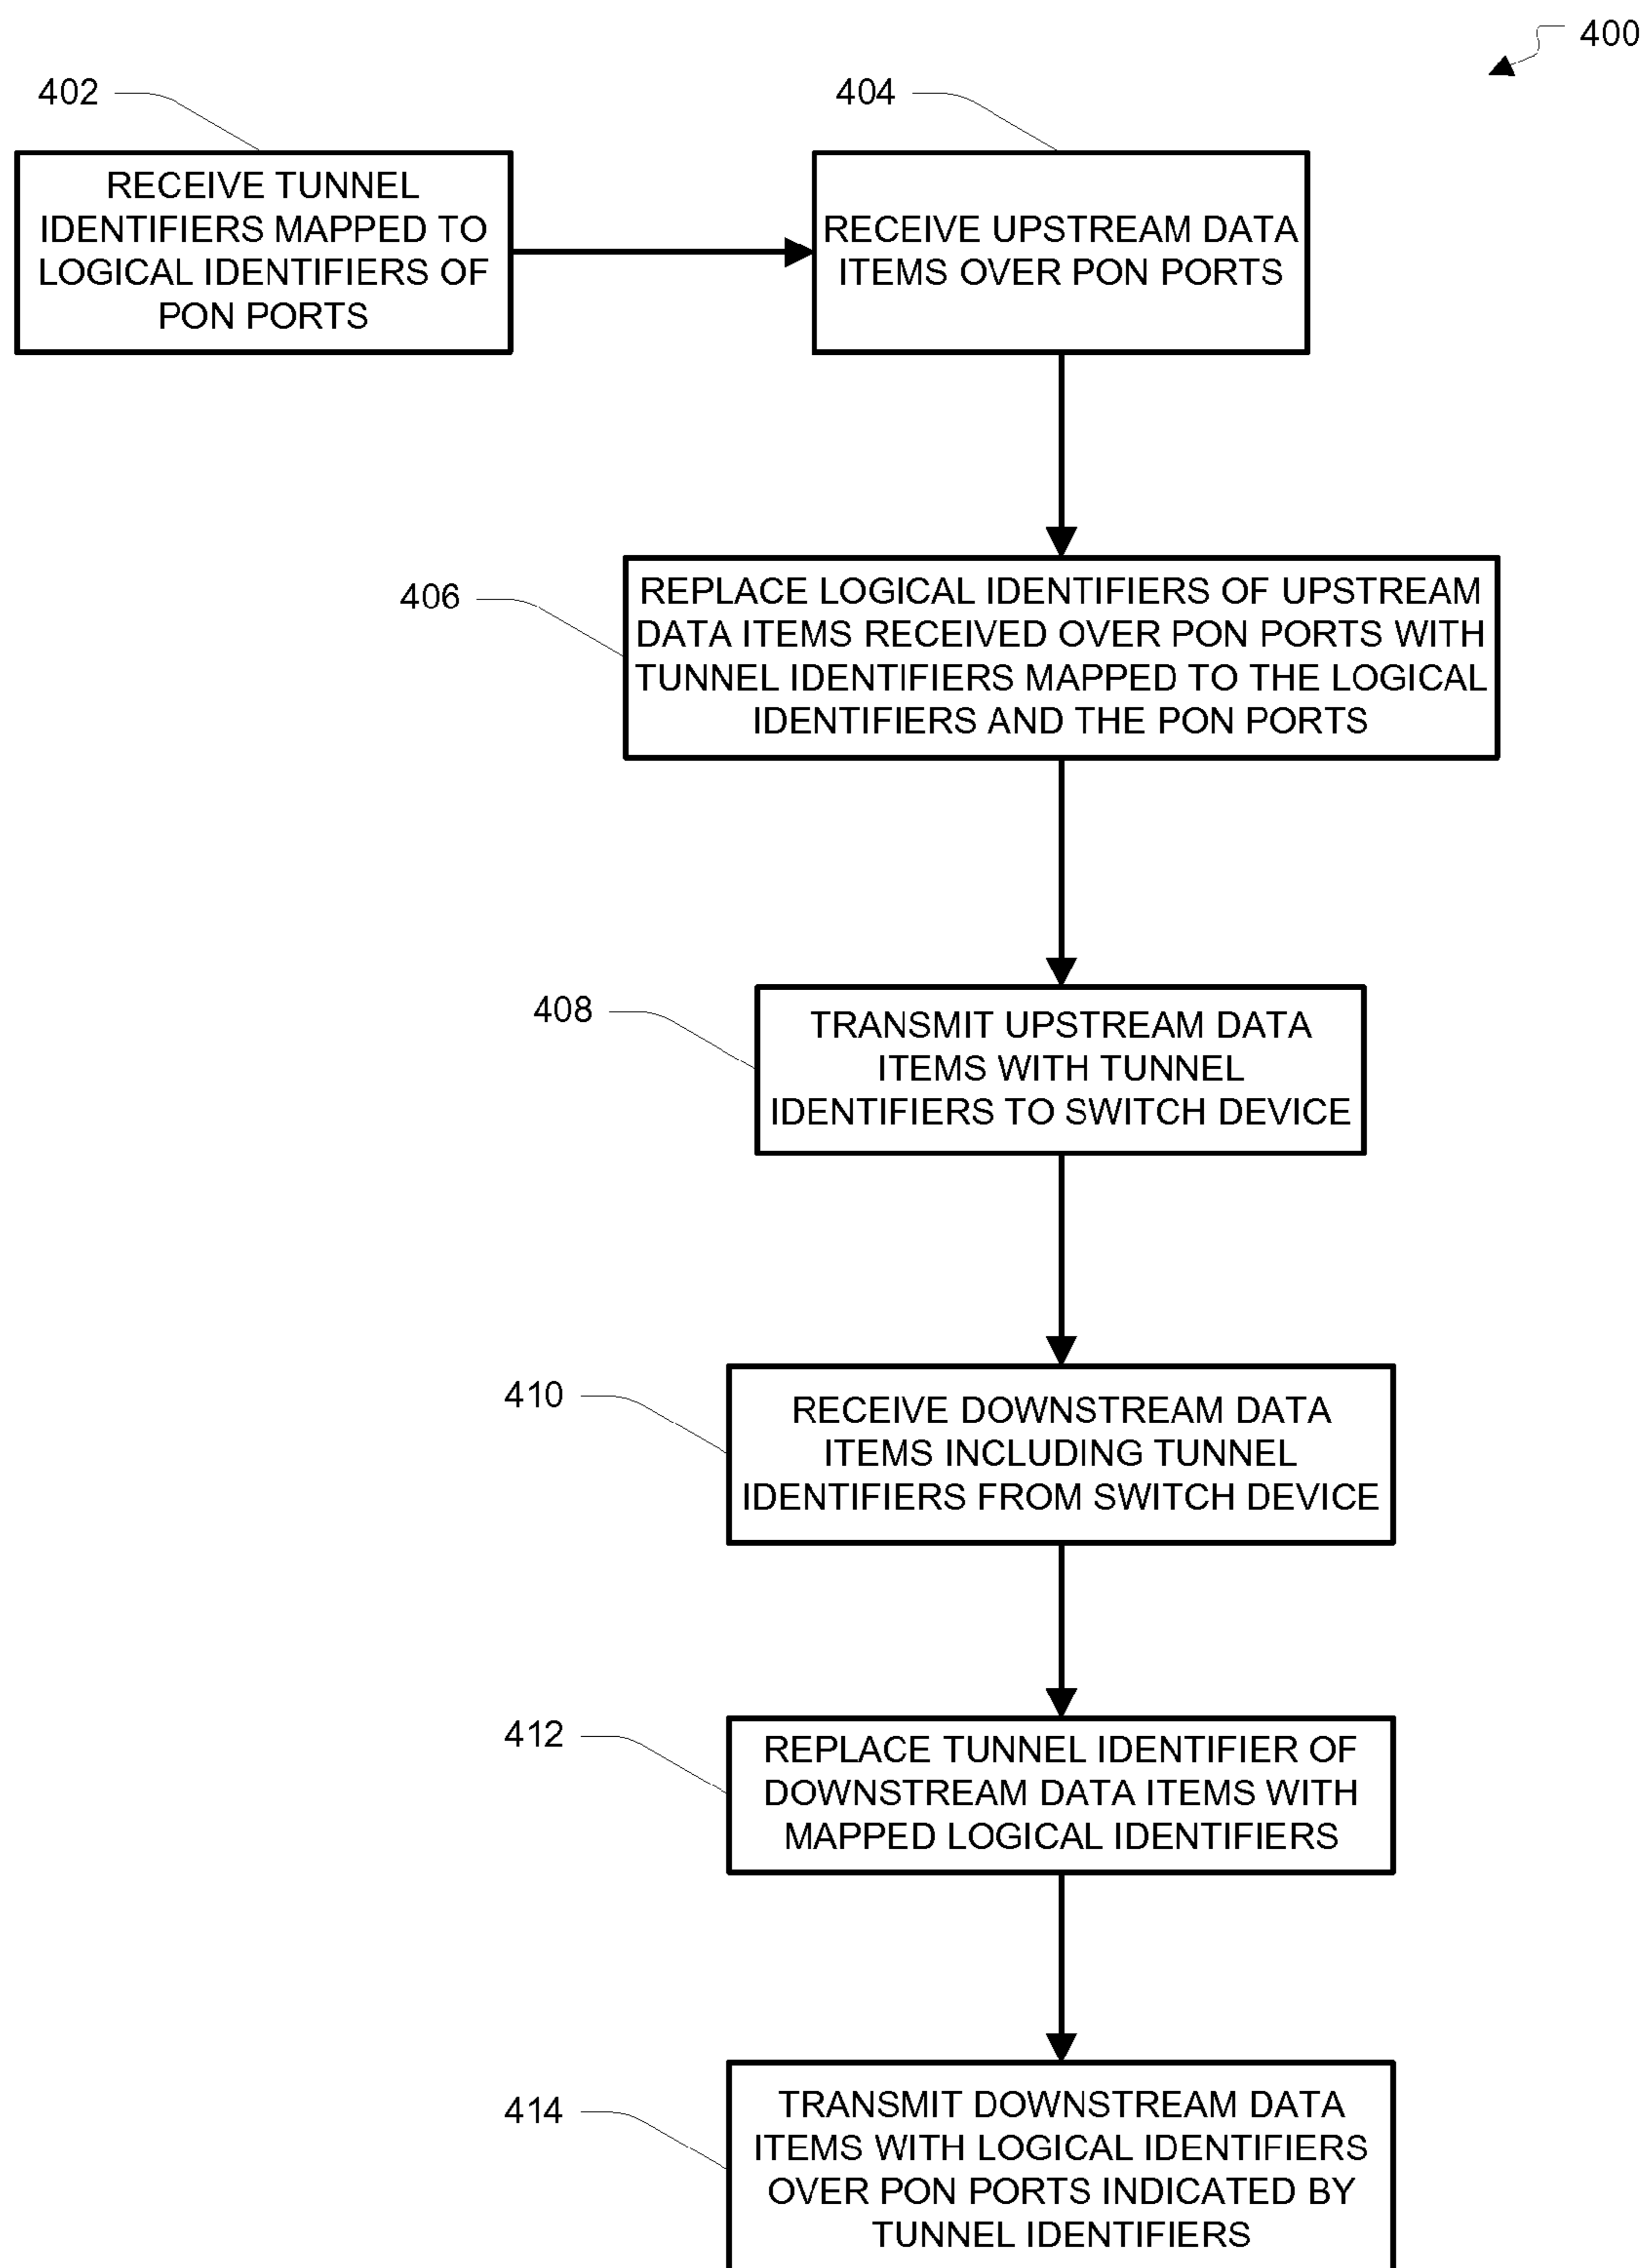 400
402
404
RECEIVE TUNNEL
IDENTIFIERS MAPPED TO
LOGICAL IDENTIFIERS OF
PON PORTS
RECEIVE UPSTREAM DATA
ITEMS OVER PON PORTS
406
REPLACE LOGICAL IDENTIFIERS OF UPSTREAM
DATA ITEMS RECEIVED OVER PON PORTS WITH
TUNNEL IDENTIFIERS MAPPED TO THE LOGICAL
IDENTIFIERS AND THE PON PORTS
408
TRANSMIT UPSTREAM DATA
ITEMS WITH TUNNEL
IDENTIFIERS TO SWITCH DEVICE
410
RECEIVE DOWNSTREAM DATA
ITEMS INCLUDING TUNNEL
IDENTIFIERS FROM SWITCH DEVICE
412
REPLACE TUNNEL IDENTIFIER OF
DOWNSTREAM DATA ITEMS WITH
MAPPED LOGICAL IDENTIFIERS
414
TRANSMIT DOWNSTREAM DATA
ITEMS WITH LOGICAL IDENTIFIERS
OVER PON PORTS INDICATED BY
TUNNEL IDENTIFIERS